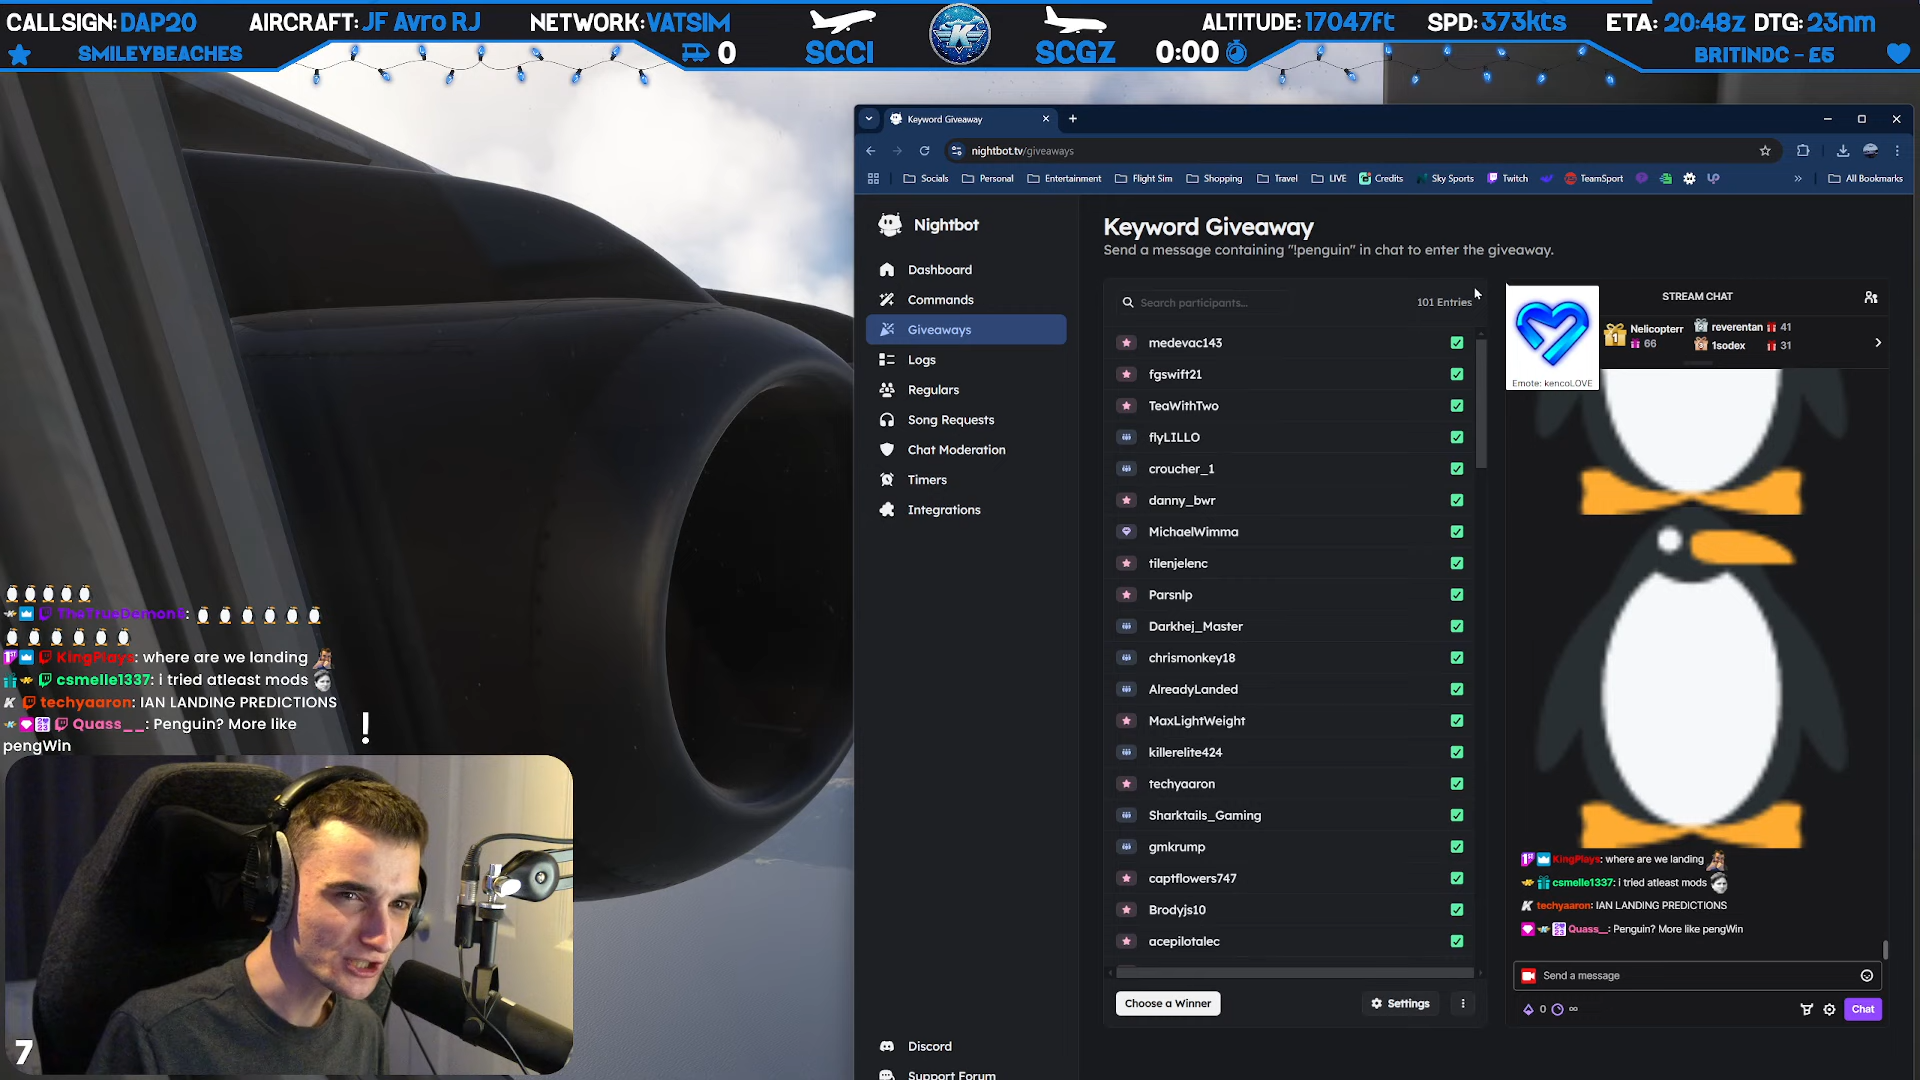 CALLSIGN: DAP20
AIRCRAFT: JF Avro RJ
NETWORK: VATSIM
ALTITUDE: 17047ft
SPD: 373kts
ETA: 20:48z DTG: 23nm
SMILEYBEACHES
0
SCCI
K
SCGZ
0:00
BRITINDC - £5
Keyword Giveaway
nightbot.tv/giveaways
Socials
Personal
Entertainment
Flight Sim
Shopping
Travel
LIVE
Credits
Sky Sports
Twitch
TeamSport
UP
»
All Bookmarks
Nightbot
Dashboard
Commands
Giveaways
Logs
Regulars
Song Requests
Chat Moderation
Timers
Integrations
Discord
Support Forum
Keyword Giveaway
Send a message containing "!penguin" in chat to enter the giveaway.
Search participants...
101 Entries
medevac143
fgswift21
TeaWithTwo
flyLILLO
croucher_1
danny_bwr
MichaelWimma
tilenjelenc
Parsnlp
Darkhej_Master
chrismonkey18
AlreadyLanded
MaxLightWeight
killerelite424
techyaaron
Sharktails_Gaming
gmkrump
captflowers747
Brodyjs10
acepilotalec
Choose a Winner
Settings
STREAM CHAT
Emote: kencoLOVE
1 Nelicopterr
66
2 reverentan 41
3 1sodex 31
KingPlays: where are we landing
csmelle1337: i tried atleast mods
techyaaron: IAN LANDING PREDICTIONS
Quass__: Penguin? More like pengWin
Send a message
0 ∞
Chat
TheTrueDemon8:
KingPlays: where are we landing
csmelle1337: i tried atleast mods
techyaaron: IAN LANDING PREDICTIONS
Quass__: Penguin? More like
pengWin
!
7